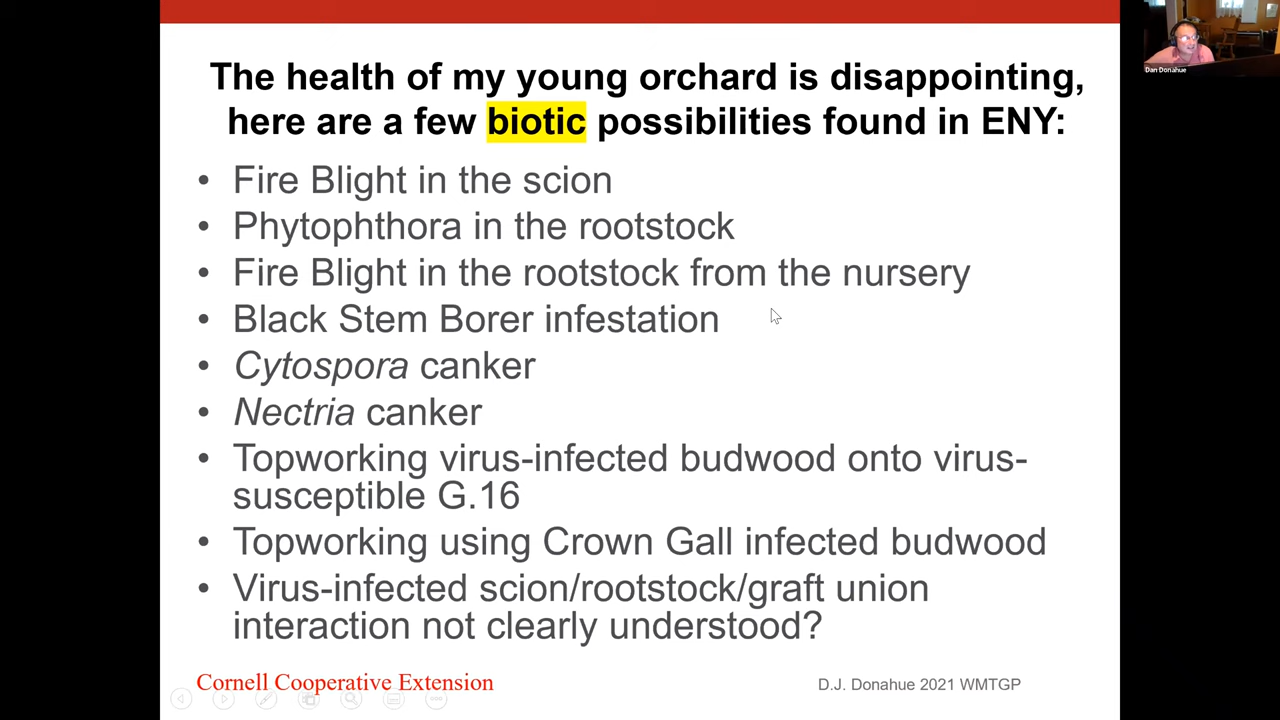 The health of my young orchard is disappointing,
here are a few biotic possibilities found in ENY:
• Fire Blight in the scion
• Phytophthora in the rootstock
• Fire Blight in the rootstock from the nursery
• Black Stem Borer infestation
• Cytospora canker
• Nectria canker
• Topworking virus-infected budwood onto virus-
susceptible G.16
• Topworking using Crown Gall infected budwood
• Virus-infected scion/rootstock/graft union
interaction not clearly understood?
Cornell Cooperative Extension
D.J. Donahue 2021 WMTGP
Dan Donahue